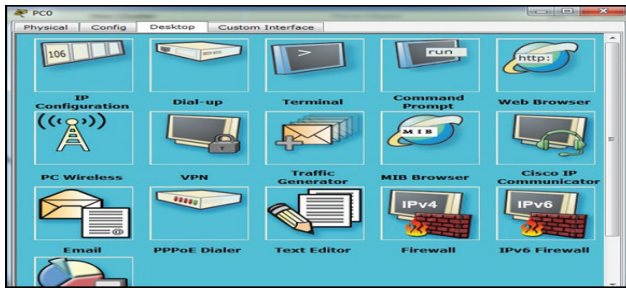 PC0
Physical Config Desktop Custom Interface
106
>
run
http:
IP Configuration
Dial-up
Terminal
Command Prompt
Web Browser
MIB
PC Wireless
VPN
Traffic Generator
MIB Browser
Cisco IP Communicator
@
IPv4
IPv6
Email
PPPoE Dialer
Text Editor
Firewall
IPv6 Firewall